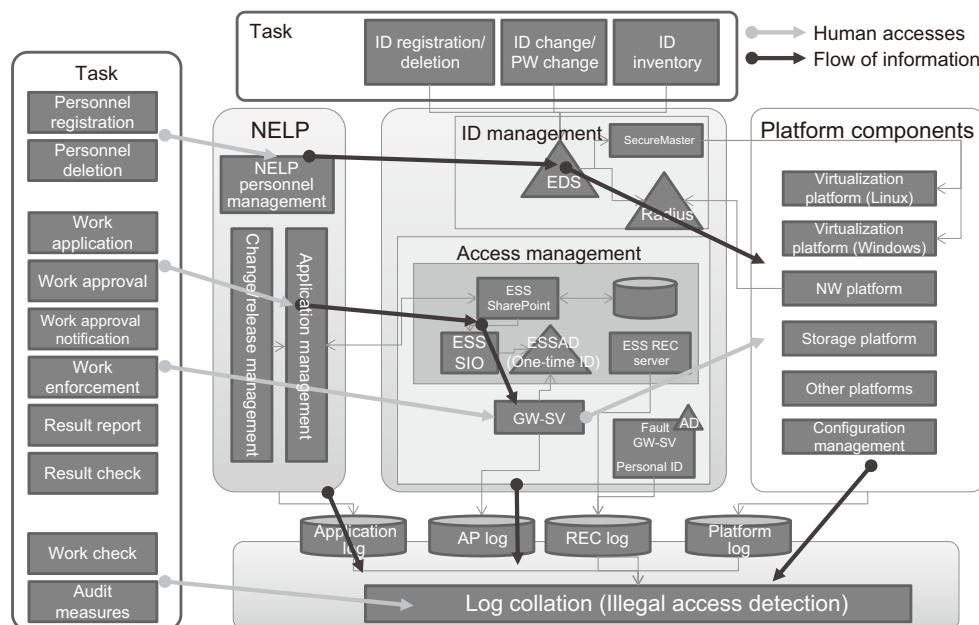 Task
ID registration/
deletion
ID change/
PW change
ID
inventory
Human accesses
Flow of information
Task
Personnel
registration
Personnel
deletion
Work
application
Work approval
Work approval
notification
Work
enforcement
Result report
Result check
Work check
Audit
measures
NELP
NELP
personnel
management
Change/release management
Application management
ID management
SecureMaster
EDS
Radius
Access management
ESS
SharePoint
ESS
SIO
ESSAD
(One-time ID)
ESS REC
server
GW-SV
Fault
GW-SV
AD
Personal ID
Platform components
Virtualization
platform (Linux)
Virtualization
platform (Windows)
NW platform
Storage platform
Other platforms
Configuration
management
Application
log
AP log
REC log
Platform
log
Log collation (Illegal access detection)